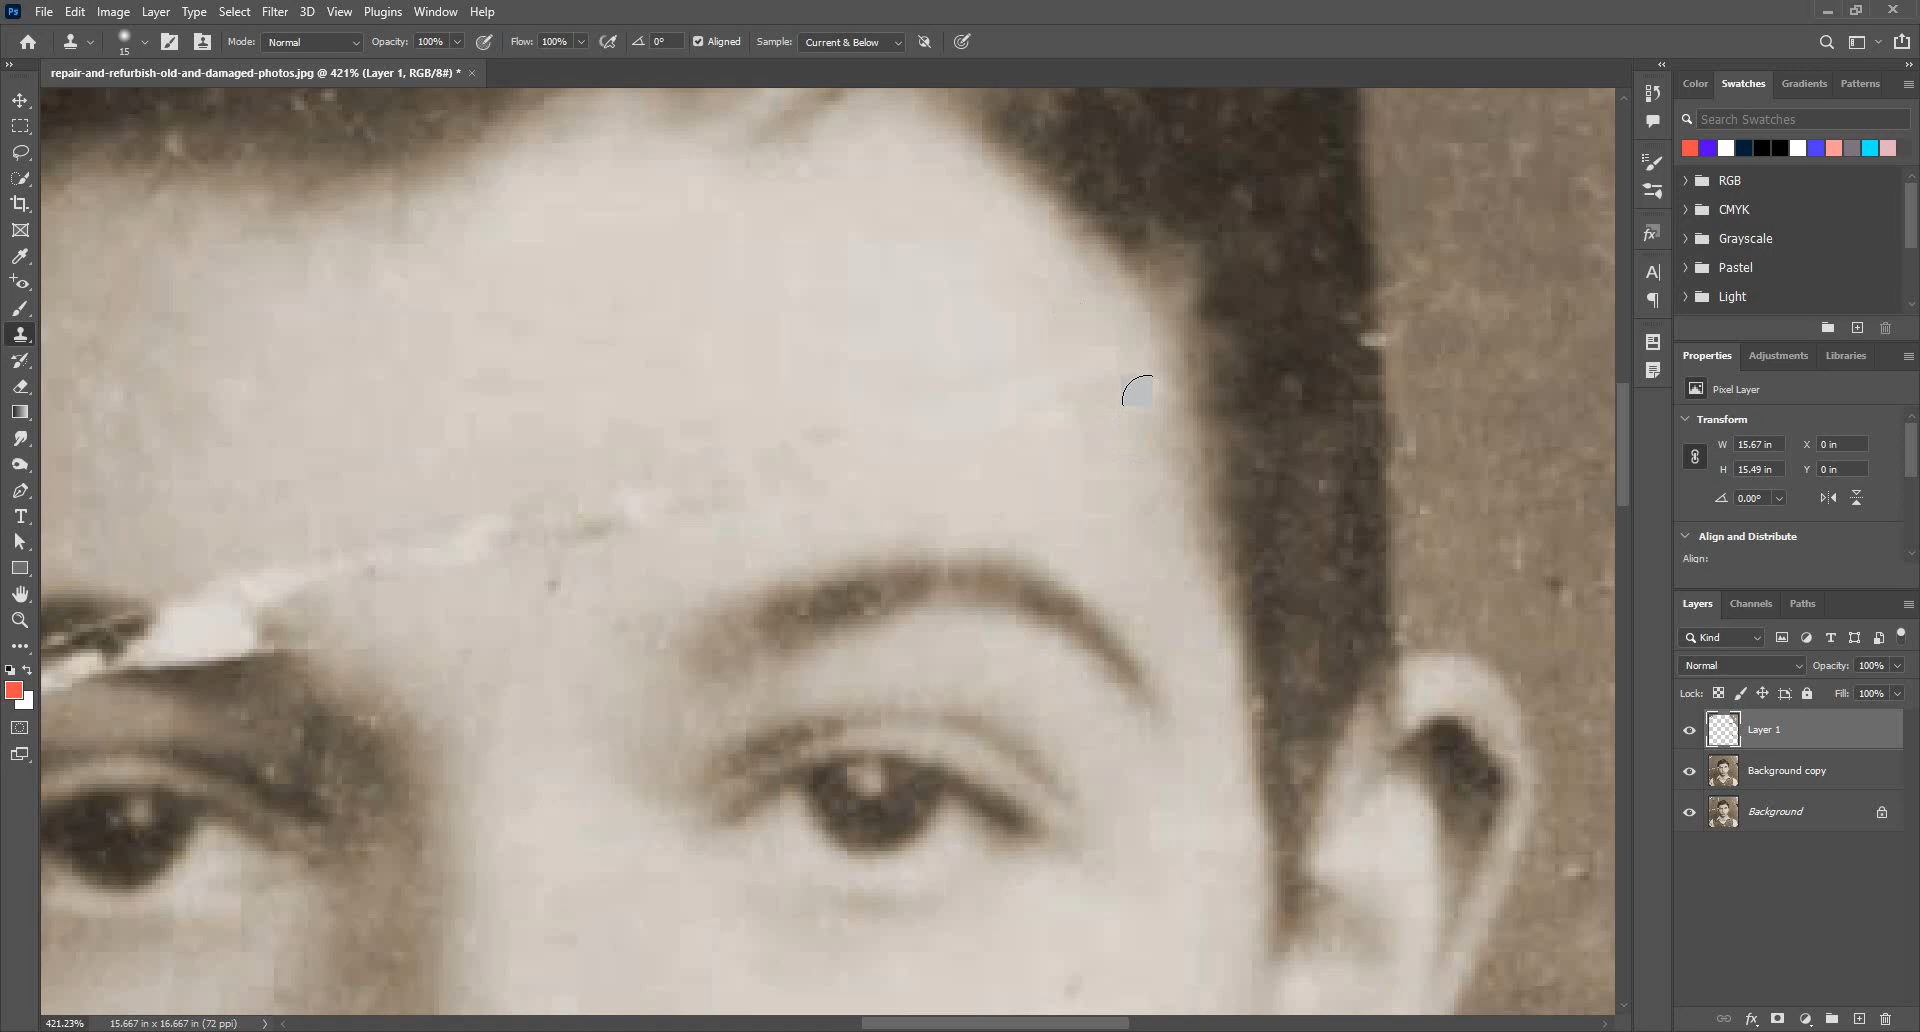 Ps File Edit Image Layer Type Select Filter 3D View Plugins Window Help
15 Mode: Normal Opacity: 100% Flow: 100% 0° Aligned Sample: Current & Below
repair-and-refurbish-old-and-damaged-photos.jpg @ 421% (Layer 1, RGB/8#) *
Color Swatches Gradients Patterns
Search Swatches
RGB
CMYK
Grayscale
Pastel
Light
Properties Adjustments Libraries
Pixel Layer
Transform
W 15.67 in X 0 in
H 15.49 in Y 0 in
0.00°
Align and Distribute
Align:
Layers Channels Paths
Kind
Normal Opacity: 100%
Lock: Fill: 100%
Layer 1
Background copy
Background
421.23% 15.667 in x 16.667 in (72 ppi)